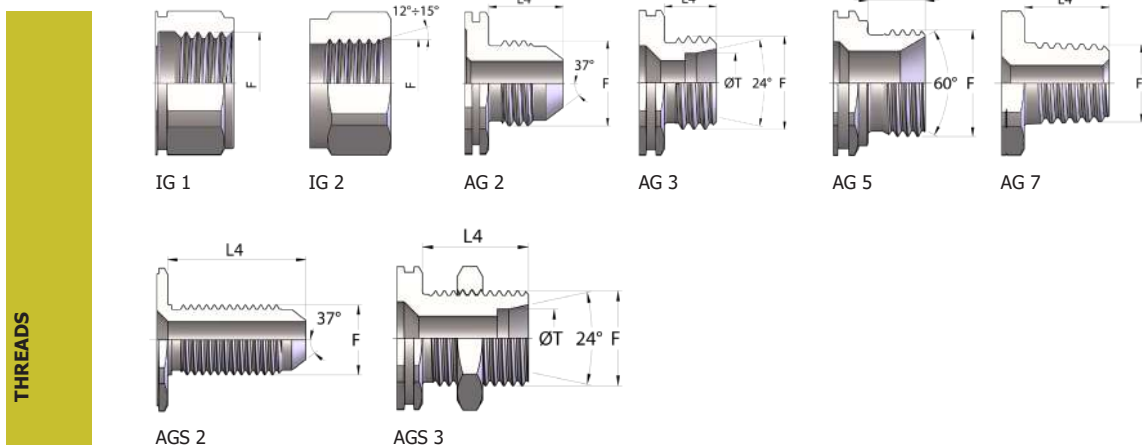 THREADS
F
IG 1
12°÷15°
F
IG 2
L4
37°
F
AG 2
L4
ØT
24°
F
AG 3
60°
F
AG 5
L4
F
AG 7
L4
37°
F
AGS 2
L4
ØT
24°
F
AGS 3